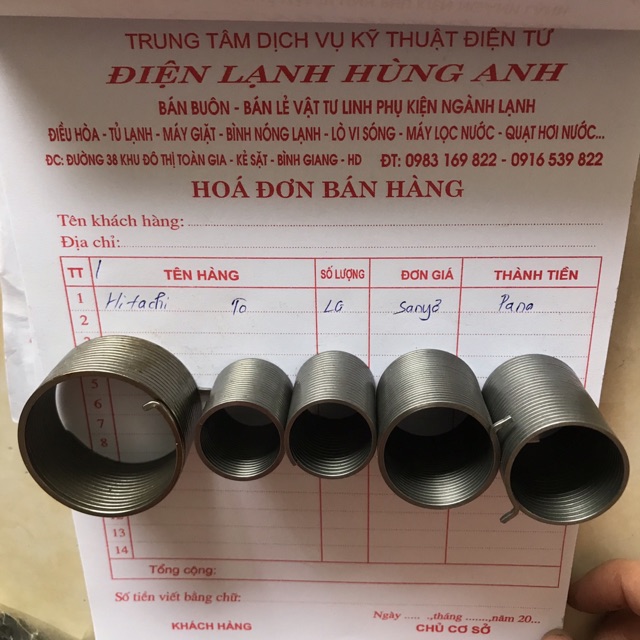 TRUNG TÂM DỊCH VỤ KỸ THUẬT ĐIỆN TỬ
ĐIỆN LẠNH HÙNG ANH
BÁN BUÔN - BÁN LẺ VẬT TƯ LINH PHỤ KIỆN NGÀNH LẠNH
ĐIỀU HÒA - TỦ LẠNH - MÁY GIẶT - BÌNH NÓNG LẠNH - LÒ VI SÓNG - MÁY LỌC NƯỚC - QUẠT HƠI NƯỚC...
ĐC: ĐƯỜNG 38 KHU ĐÔ THỊ TOÀN GIA - KẺ SẶT - BÌNH GIANG - HD ĐT: 0983 169 822 - 0916 539 822
HOÁ ĐƠN BÁN HÀNG
Tên khách hàng:
Địa chỉ:
TT TÊN HÀNG SỐ LƯỢNG ĐƠN GIÁ THÀNH TIỀN
1 Hitachi To LG Sanyo Pana
2
5
6
7
8
13
14
Tổng cộng:
Số tiền viết bằng chữ:
Ngày ..... , tháng ......., năm 20...
KHÁCH HÀNG CHỦ CƠ SỞ